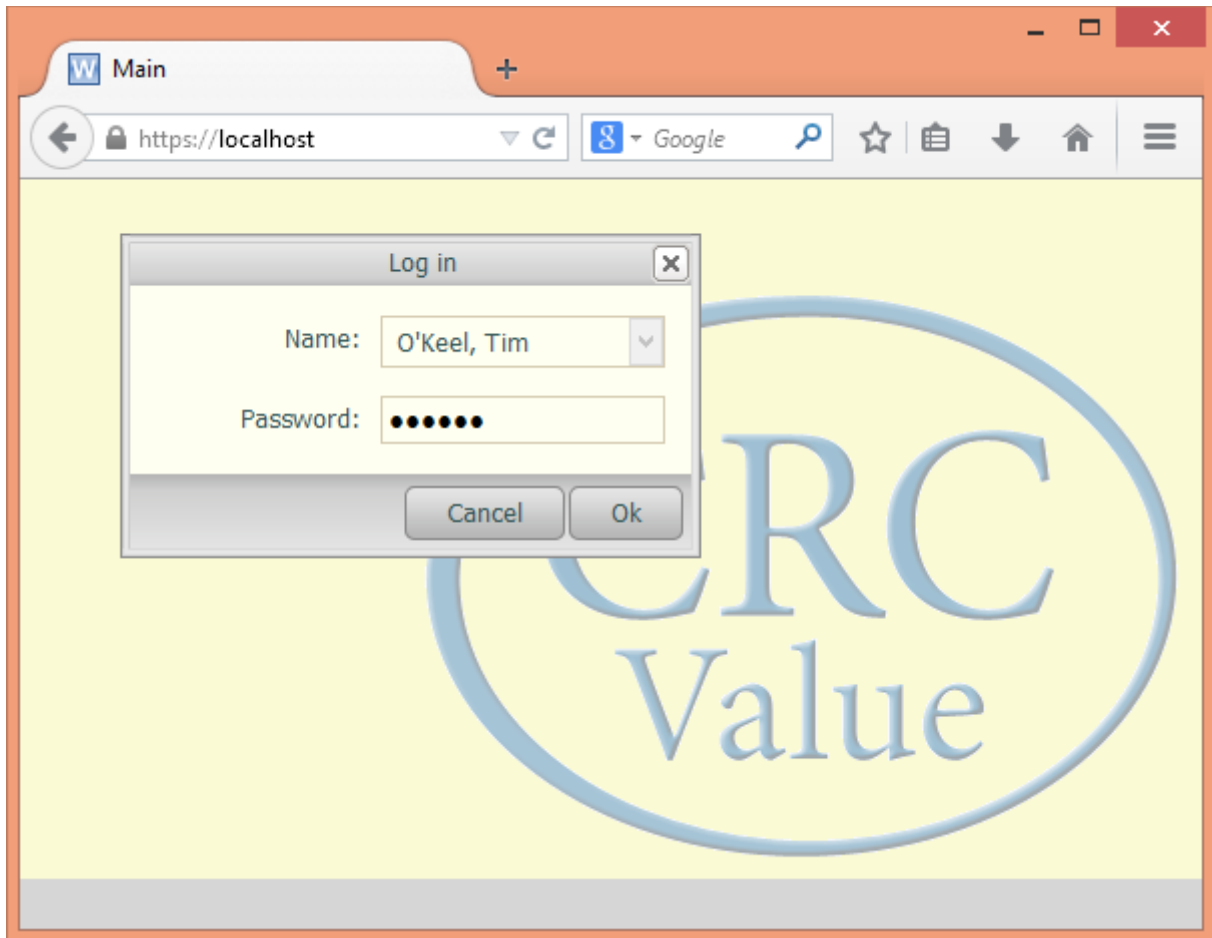 Main
https://localhost
Google
Log in
Name: O'Keel, Tim
Password: ●●●●●●
Cancel Ok
CRC
Value